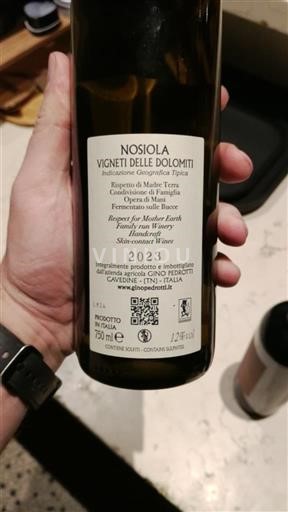 NOSIOLA
VIGNETI DELLE DOLOMITI
Indicazione Geografica Tipica
Rispetto di Madre Terra
Condivisione di Famiglia
Opera di Mani
Fermentato sulle Bucce
Respect for Mother Earth
Family run Winery
Handcraft
Skin-contact Wines
VINOTU
2023
Integralmente prodotto e imbottigliato
dall'azienda agricola GINO PEDROTTI
CAVEDINE - (TN) - ITALIA
www.ginopedrotti.it
PRODOTTO
IN ITALIA
750 ml e
12%vol
CONTIENE SOLFITI - CONTAINS SULPHITES